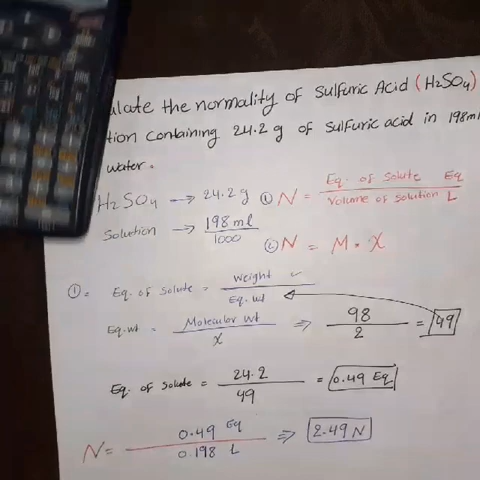 ulate the normality of Sulfuric Acid (H2SO4)
tion Containing 24.2 g of Sulfuric acid in 198ml
water.
H2SO4 → 24.2 g ① N = Eq. of Solute Eq / Volume of Solution L
Solution → 198 ml / 1000
② N = M • X
①= Eq. of Solute = Weight ✓ / Eq. wt
Eq.wt = Molecular Wt / X ⇒ 98 / 2 = 49
Eq. of Solute = 24.2 / 49 = 0.49 Eq
N = 0.49 Eq / 0.198 L ⇒ 2.49 N